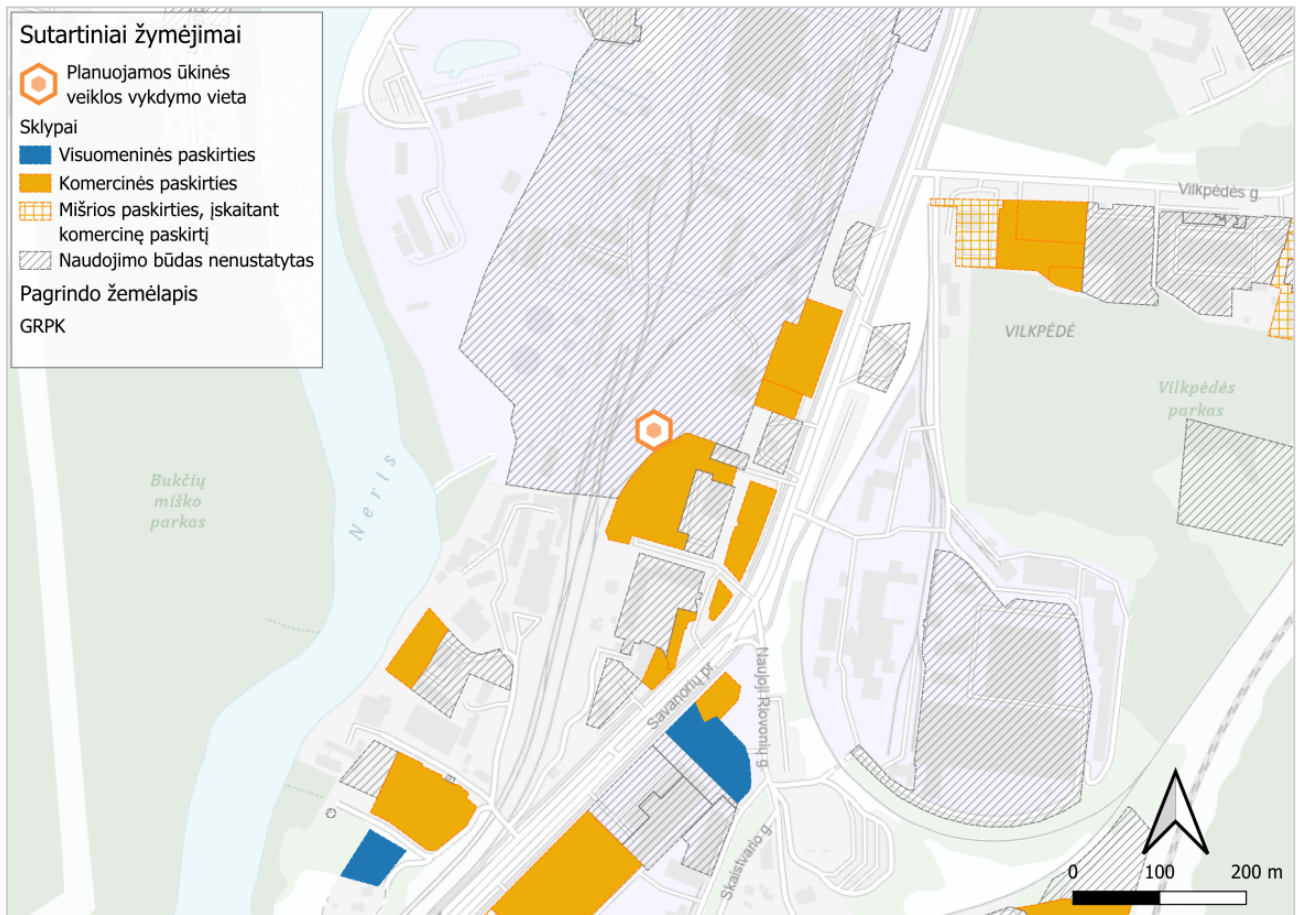 Sutartiniai žymėjimai
Planuojamos ūkinės
veiklos vykdymo vieta
Sklypai
Visuomeninės paskirties
Komercinės paskirties
Mišrios paskirties, įskaitant
komercinę paskirtį
Naudojimo būdas nenustatytas
Pagrindo žemėlapis
GRPK
Vilkpėdės g.
VILKPĖDĖ
Vilkpėdės
parkas
Bukčių
miško
parkas
Neris
Savanorių pr.
Naujoji Riovonių g
Skaistvario g.
0 100 200 m